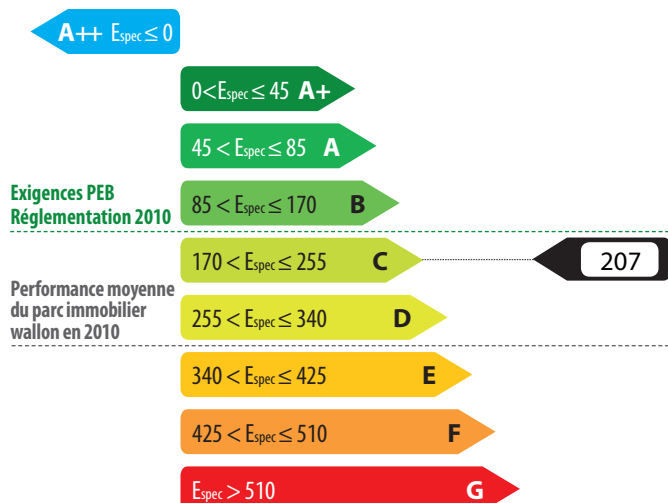 A++ Espec ≤ 0
0<Espec ≤ 45 A+
45 < Espec ≤ 85 A
Exigences PEB
Réglementation 2010
85 < Espec ≤ 170 B
170 < Espec ≤ 255 C
207
Performance moyenne
du parc immobilier
wallon en 2010
255 < Espec ≤ 340 D
340 < Espec ≤ 425 E
425 < Espec ≤ 510 F
Espec > 510 G